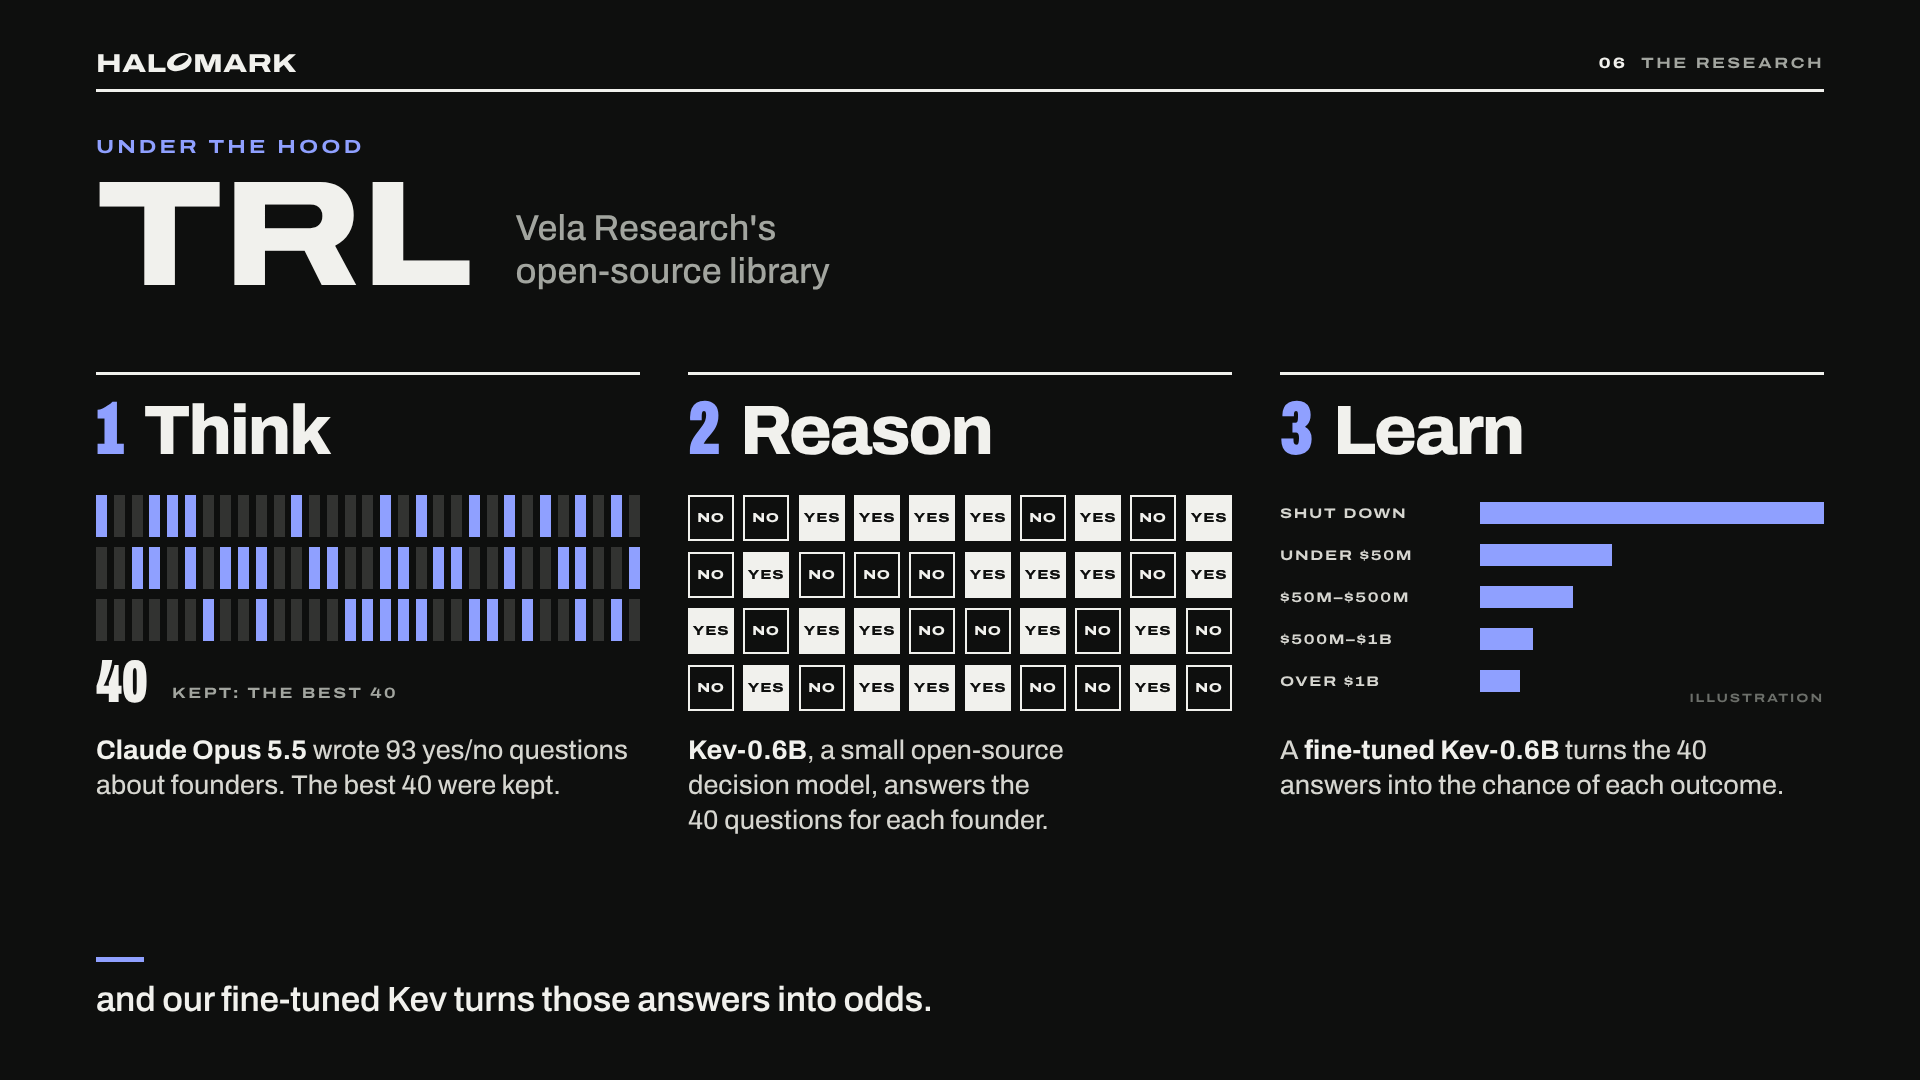 HALOMARK
06 THE RESEARCH
UNDER THE HOOD
TRL
Vela Research's
open-source library
1 Think
40 KEPT: THE BEST 40
Claude Opus 5.5 wrote 93 yes/no questions
about founders. The best 40 were kept.
2 Reason
NO NO YES YES YES YES NO YES NO YES
NO YES NO NO NO YES YES YES NO YES
YES NO YES YES NO NO YES NO YES NO
NO YES NO YES YES YES NO NO YES NO
Kev-0.6B, a small open-source
decision model, answers the
40 questions for each founder.
3 Learn
SHUT DOWN
UNDER $50M
$50M–$500M
$500M–$1B
OVER $1B
ILLUSTRATION
A fine-tuned Kev-0.6B turns the 40
answers into the chance of each outcome.
and our fine-tuned Kev turns those answers into odds.